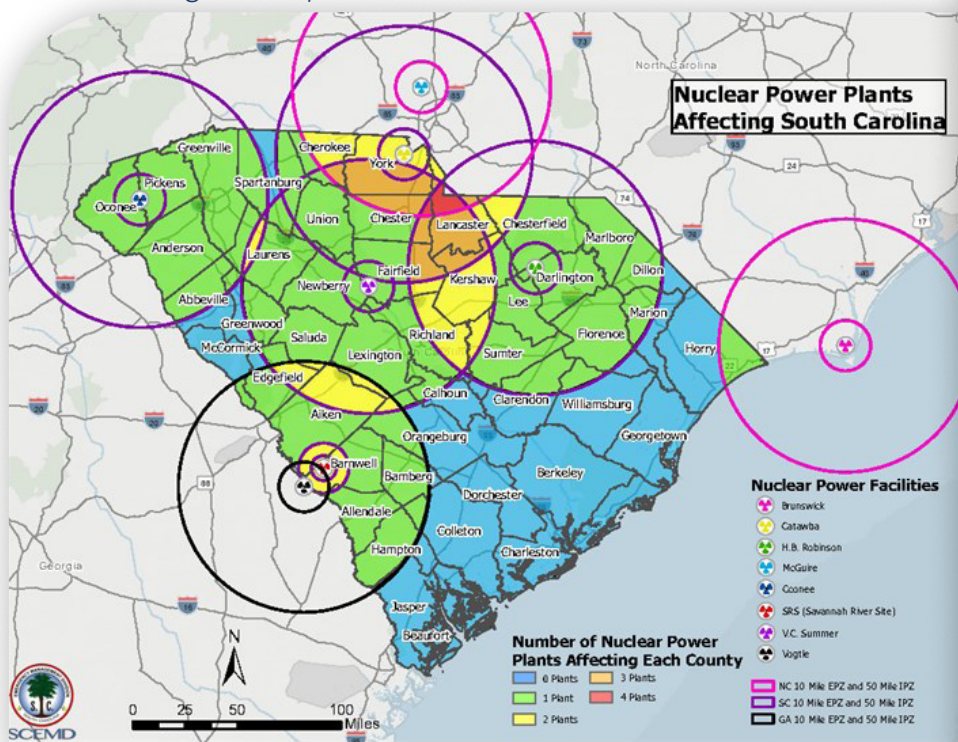 Nuclear Power Plants
Affecting South Carolina
North Carolina
Georgia
Cherokee
York
Greenville
Spartanburg
Pickens
Oconee
Union
Chester
Lancaster
Chesterfield
Marlboro
Anderson
Laurens
Fairfield
Kershaw
Darlington
Dillon
Newberry
Lee
Marion
Abbeville
Greenwood
Saluda
Richland
Florence
Horry
McCormick
Lexington
Sumter
Edgefield
Calhoun
Clarendon
Williamsburg
Aiken
Orangeburg
Georgetown
Barnwell
Bamberg
Berkeley
Allendale
Dorchester
Colleton
Hampton
Charleston
Jasper
Beaufort
Nuclear Power Facilities
Brunswick
Catawba
H.B. Robinson
McGuire
Oconee
SRS (Savannah River Site)
V.C. Summer
Vogtle
NC 10 Mile EPZ and 50 Mile IPZ
SC 10 Mile EPZ and 50 Mile IPZ
GA 10 Mile EPZ and 50 Mile IPZ
Number of Nuclear Power
Plants Affecting Each County
0 Plants
1 Plant
2 Plants
3 Plants
4 Plants
N
0 25 50 100
Miles
SCEMD